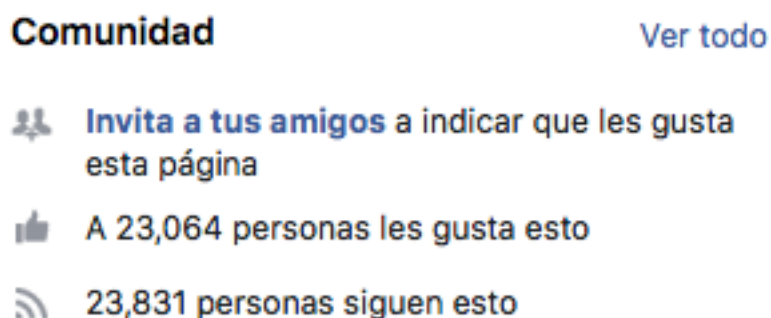 Comunidad
Ver todo
Invita a tus amigos a indicar que les gusta
esta página
A 23,064 personas les gusta esto
23,831 personas siguen esto